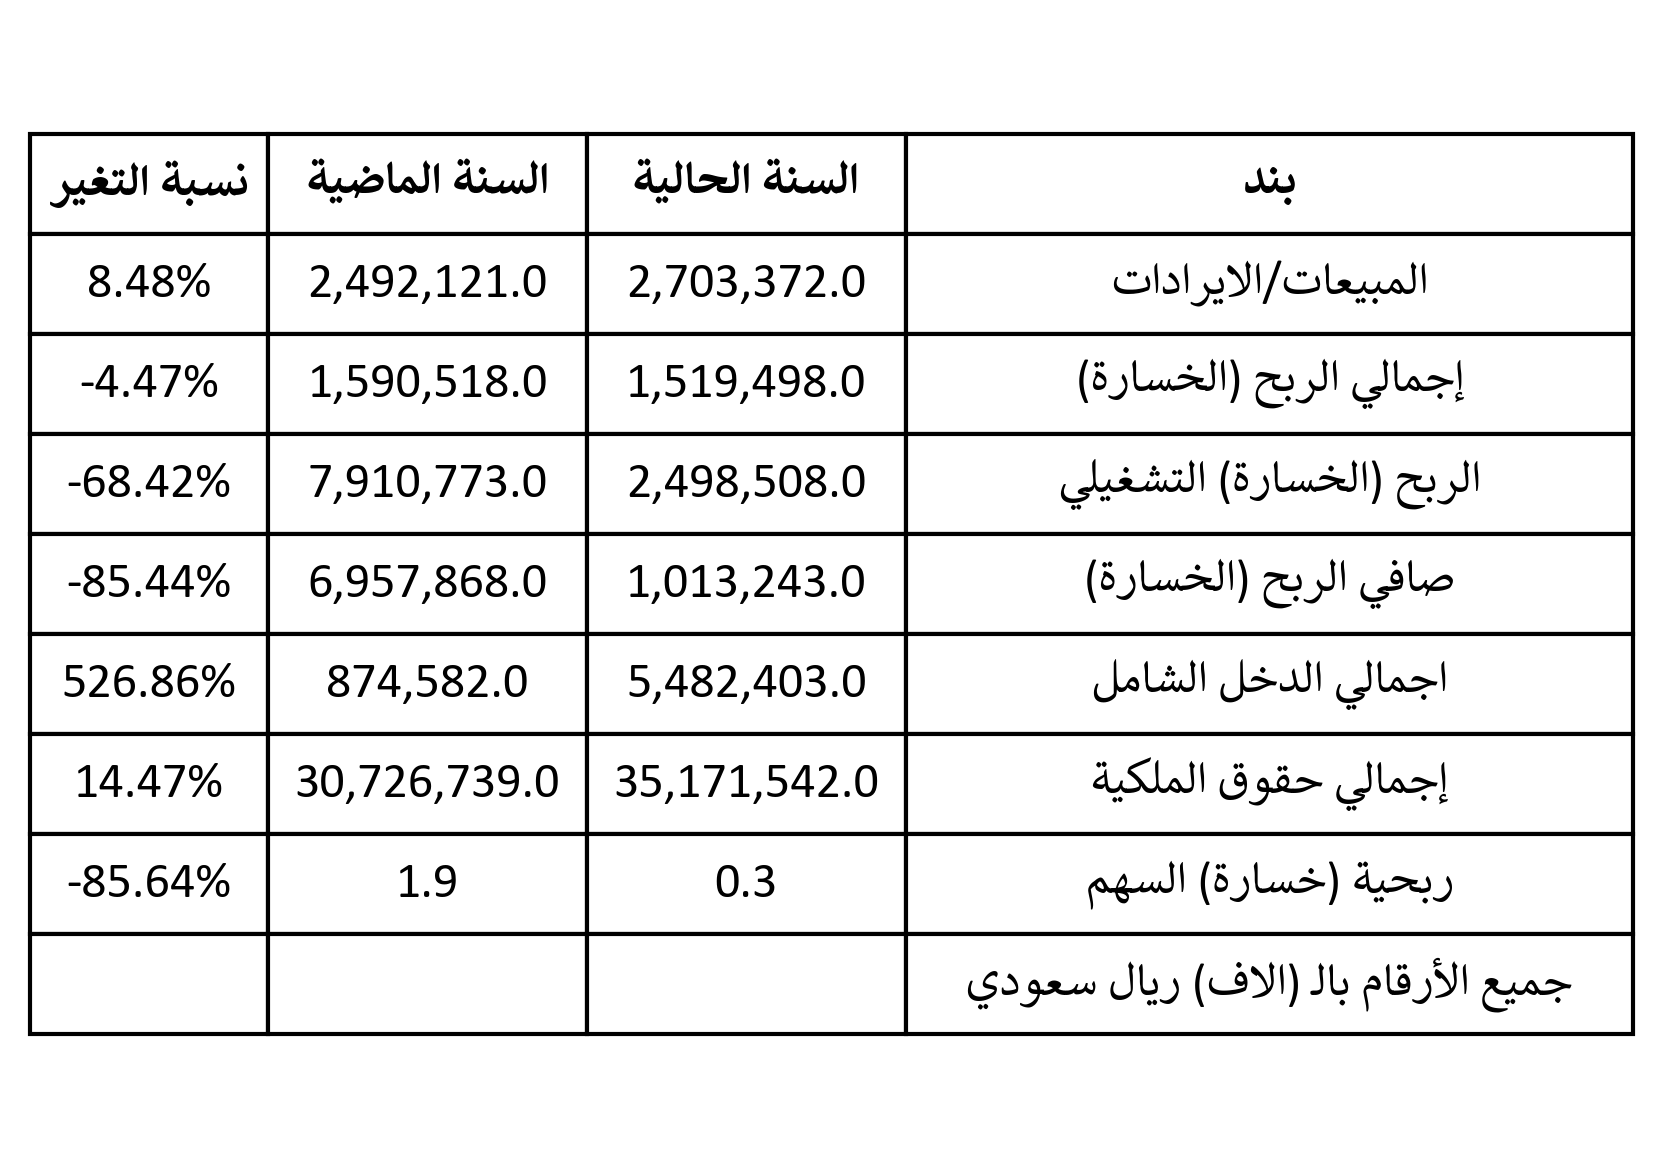 بند السنة الحالية السنة الماضية نسبة التغير
المبيعات/الايرادات 2,703,372.0 2,492,121.0 8.48%
إجمالي الربح (الخسارة) 1,519,498.0 1,590,518.0 -4.47%
الربح (الخسارة) التشغيلي 2,498,508.0 7,910,773.0 -68.42%
صافي الربح (الخسارة) 1,013,243.0 6,957,868.0 -85.44%
اجمالي الدخل الشامل 5,482,403.0 874,582.0 526.86%
إجمالي حقوق الملكية 35,171,542.0 30,726,739.0 14.47%
ربحية (خسارة) السهم 0.3 1.9 -85.64%
جميع الأرقام بالـ (الاف) ريال سعودي